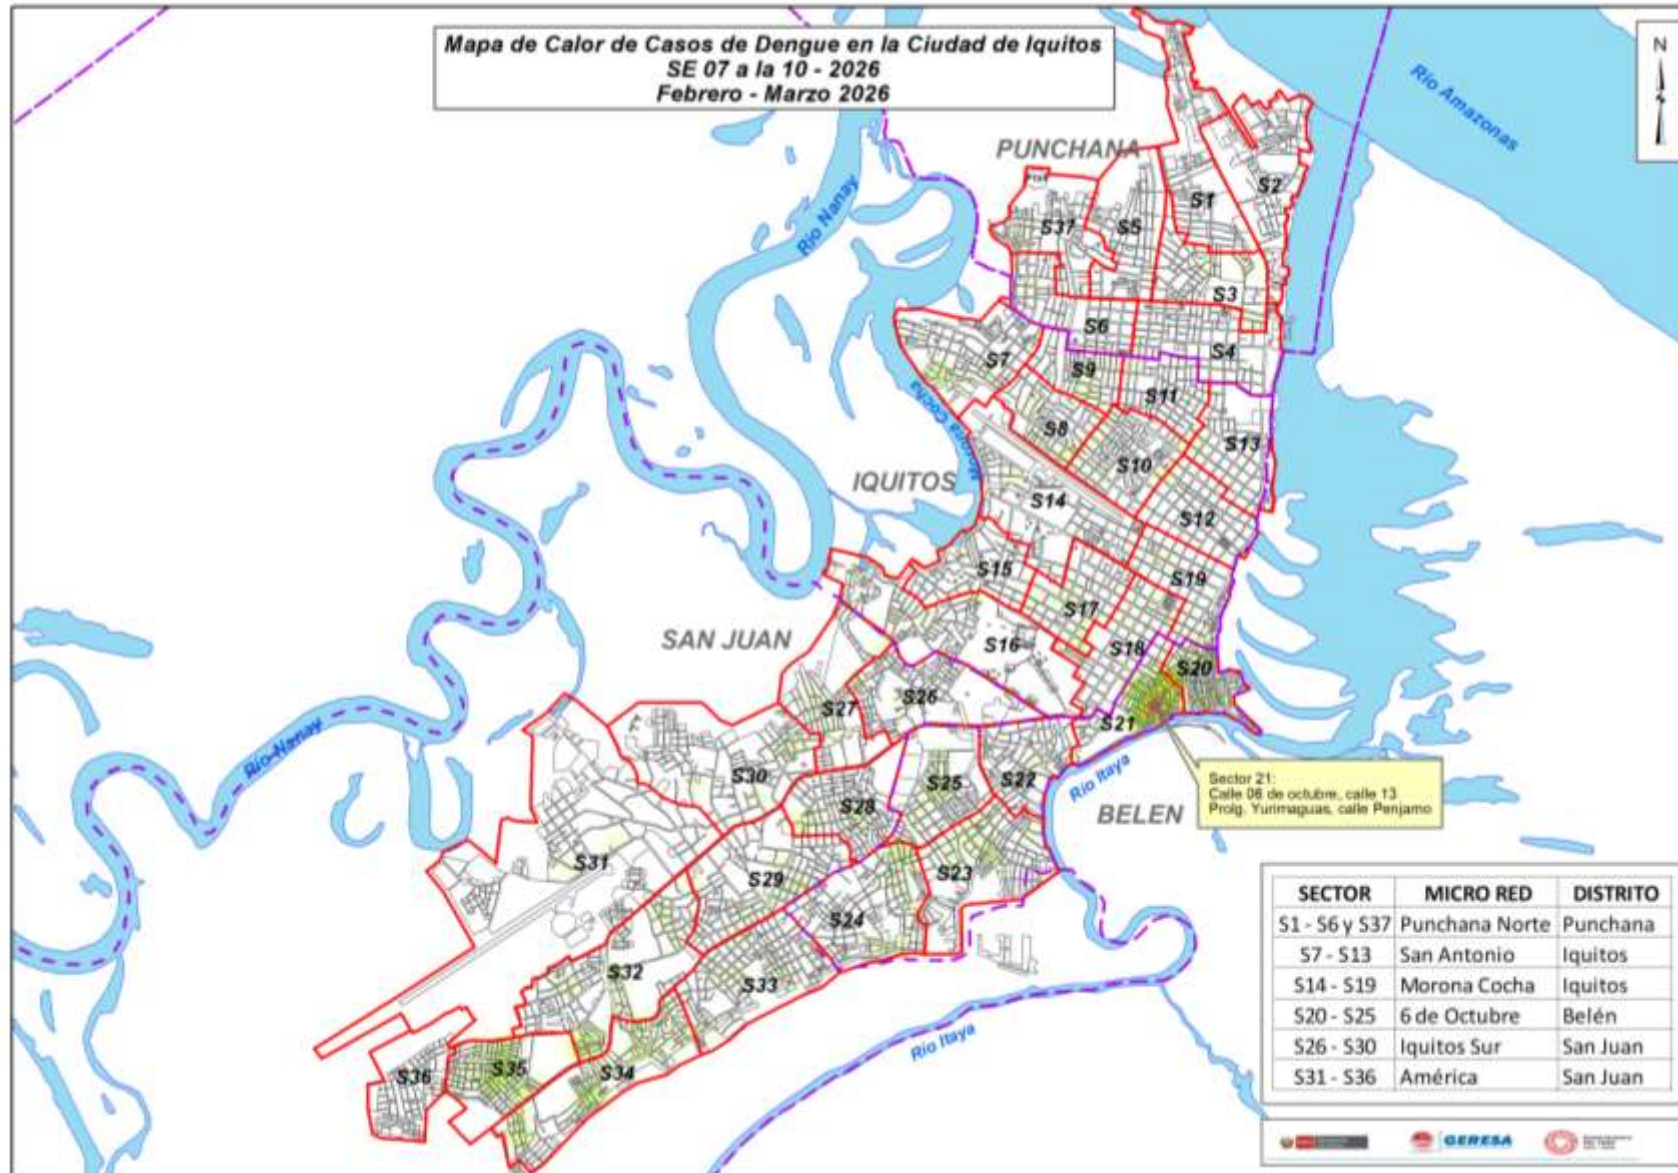 Mapa de Calor de Casos de Dengue en la Ciudad de Iquitos
SE 07 a la 10 - 2026
Febrero - Marzo 2026
N
Río Amazonas
PUNCHANA
Río Nanay
S2
S1
S37
S5
S3
S6
S4
S7
S9
S11
Morona Cocha
S8
S13
S10
IQUITOS
S14
S12
S15
S19
S17
SAN JUAN
S16
S18
S20
S26
S27
S21
Río Nanay
S30
S25
S22
Río Itaya
S28
BELEN
Sector 21:
Calle 06 de octubre, calle 13
Prolg. Yurimaguas, calle Penjamo
S31
S29
S23
S24
S32
S33
Río Itaya
S35
S36
S34
SECTOR MICRO RED DISTRITO
S1 - S6 y S37 Punchana Norte Punchana
S7 - S13 San Antonio Iquitos
S14 - S19 Morona Cocha Iquitos
S20 - S25 6 de Octubre Belén
S26 - S30 Iquitos Sur San Juan
S31 - S36 América San Juan
GERESA